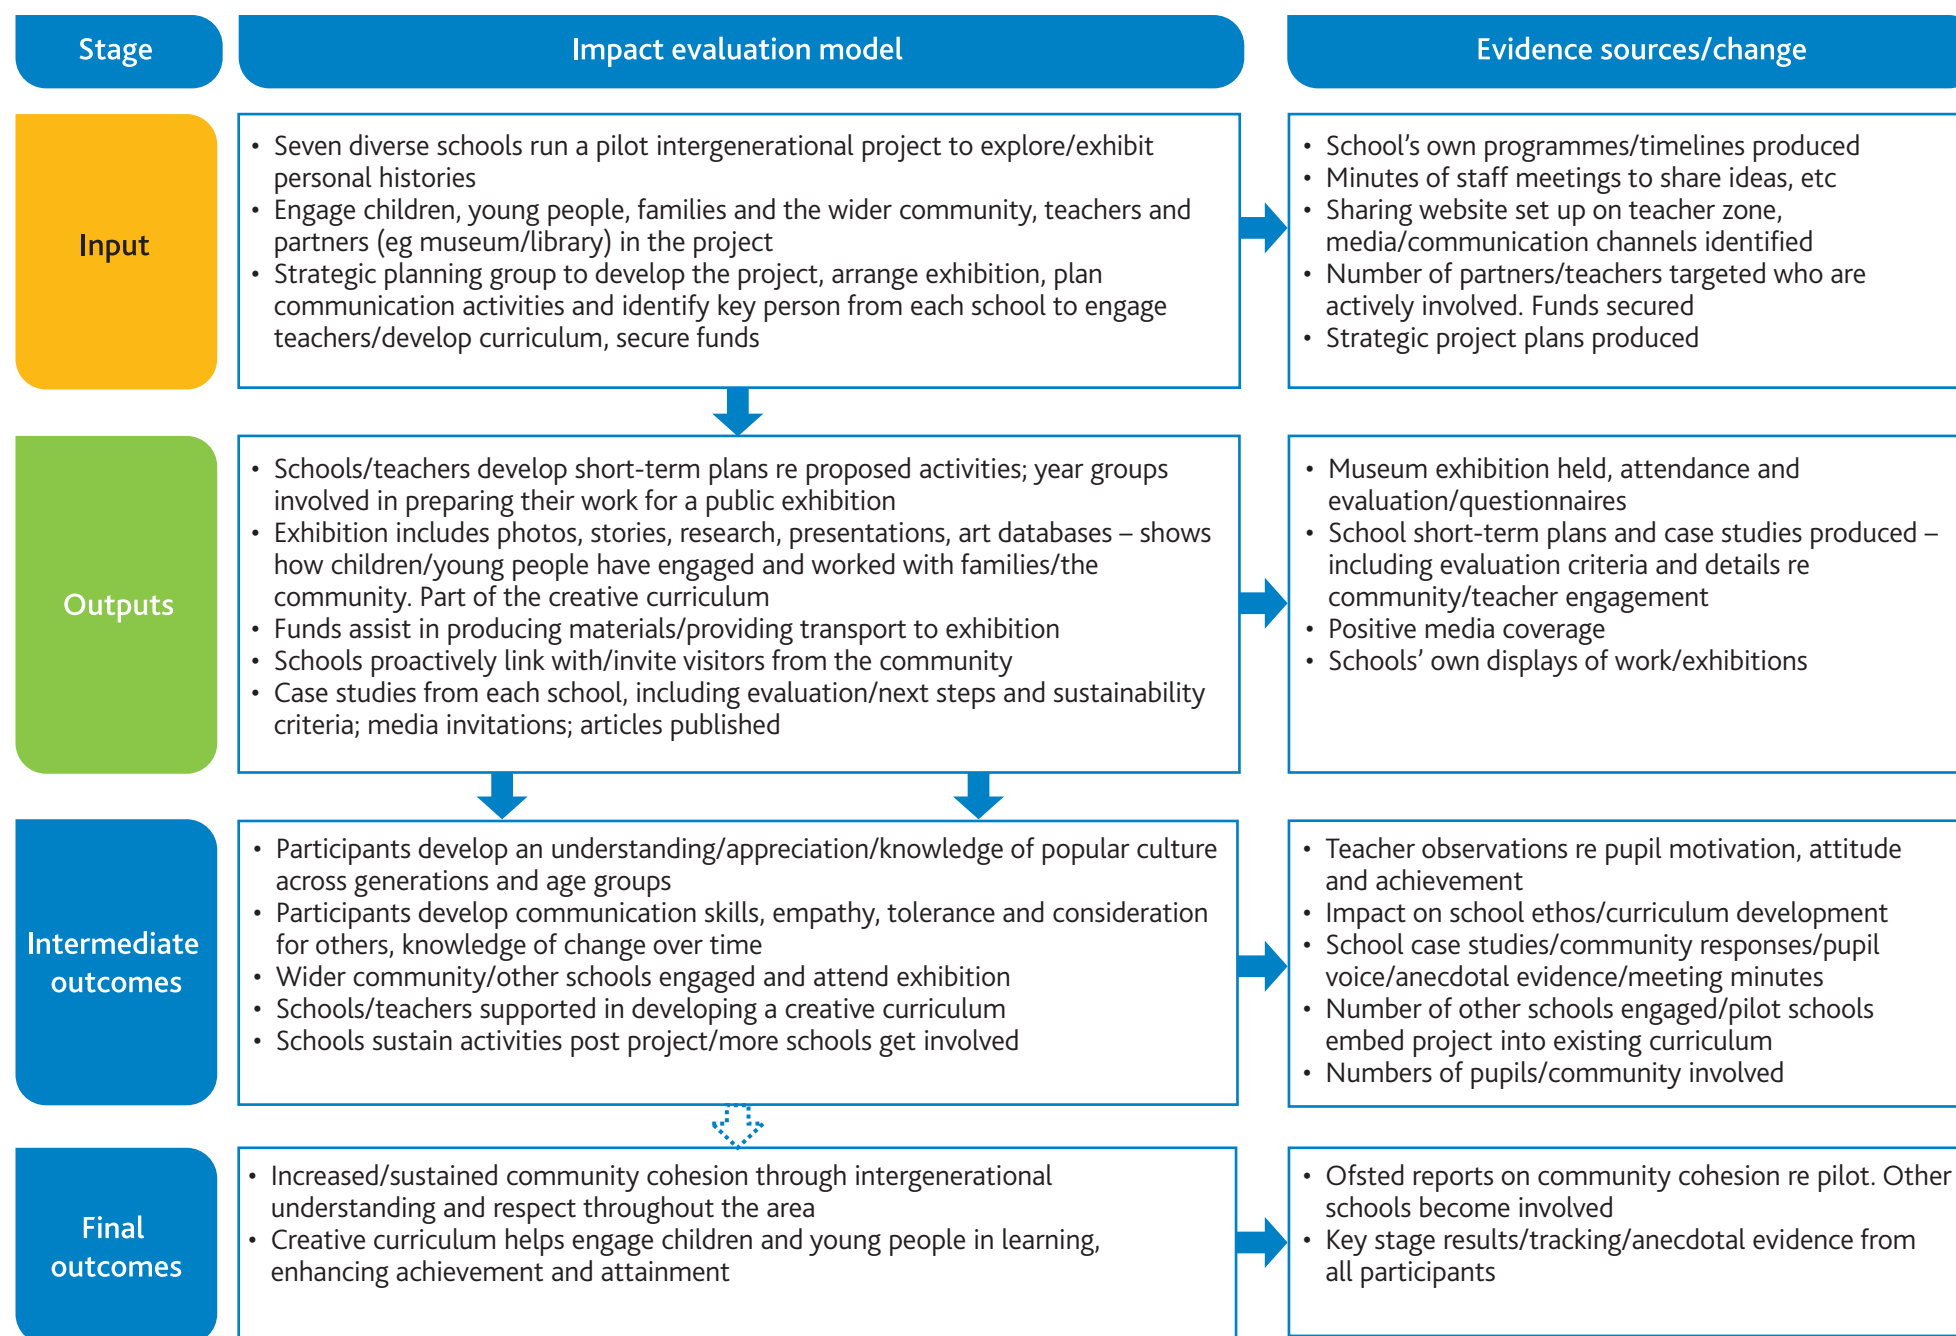 Stage
Impact evaluation model
Evidence sources/change
Input
• Seven diverse schools run a pilot intergenerational project to explore/exhibit
personal histories
• Engage children, young people, families and the wider community, teachers and
partners (eg museum/library) in the project
• Strategic planning group to develop the project, arrange exhibition, plan
communication activities and identify key person from each school to engage
teachers/develop curriculum, secure funds
• School's own programmes/timelines produced
• Minutes of staff meetings to share ideas, etc
• Sharing website set up on teacher zone,
media/communication channels identified
• Number of partners/teachers targeted who are
actively involved. Funds secured
• Strategic project plans produced
Outputs
• Schools/teachers develop short-term plans re proposed activities; year groups
involved in preparing their work for a public exhibition
• Exhibition includes photos, stories, research, presentations, art databases – shows
how children/young people have engaged and worked with families/the
community. Part of the creative curriculum
• Funds assist in producing materials/providing transport to exhibition
• Schools proactively link with/invite visitors from the community
• Case studies from each school, including evaluation/next steps and sustainability
criteria; media invitations; articles published
• Museum exhibition held, attendance and
evaluation/questionnaires
• School short-term plans and case studies produced –
including evaluation criteria and details re
community/teacher engagement
• Positive media coverage
• Schools' own displays of work/exhibitions
Intermediate
outcomes
• Participants develop an understanding/appreciation/knowledge of popular culture
across generations and age groups
• Participants develop communication skills, empathy, tolerance and consideration
for others, knowledge of change over time
• Wider community/other schools engaged and attend exhibition
• Schools/teachers supported in developing a creative curriculum
• Schools sustain activities post project/more schools get involved
• Teacher observations re pupil motivation, attitude
and achievement
• Impact on school ethos/curriculum development
• School case studies/community responses/pupil
voice/anecdotal evidence/meeting minutes
• Number of other schools engaged/pilot schools
embed project into existing curriculum
• Numbers of pupils/community involved
Final
outcomes
• Increased/sustained community cohesion through intergenerational
understanding and respect throughout the area
• Creative curriculum helps engage children and young people in learning,
enhancing achievement and attainment
• Ofsted reports on community cohesion re pilot. Other
schools become involved
• Key stage results/tracking/anecdotal evidence from
all participants